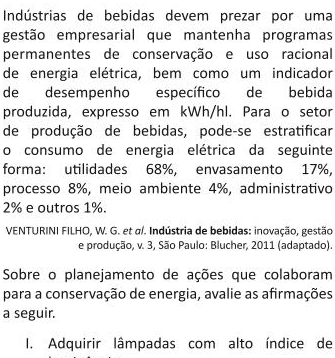 Indústrias de bebidas devem prezar por uma
gestão empresarial que mantenha programas
permanentes de conservação e uso racional
de energia elétrica, bem como um indicador
de desempenho específico de bebida
produzida, expresso em kWh/hl. Para o setor
de produção de bebidas, pode-se estratificar
o consumo de energia elétrica da seguinte
forma: utilidades 68%, envasamento 17%,
processo 8%, meio ambiente 4%, administrativo
2% e outros 1%.
VENTURINI FILHO, W. G. et al. Indústria de bebidas: inovação, gestão
e produção, v. 3, São Paulo: Blucher, 2011 (adaptado).
Sobre o planejamento de ações que colaboram
para a conservação de energia, avalie as afirmações
a seguir.
I. Adquirir lâmpadas com alto índice de